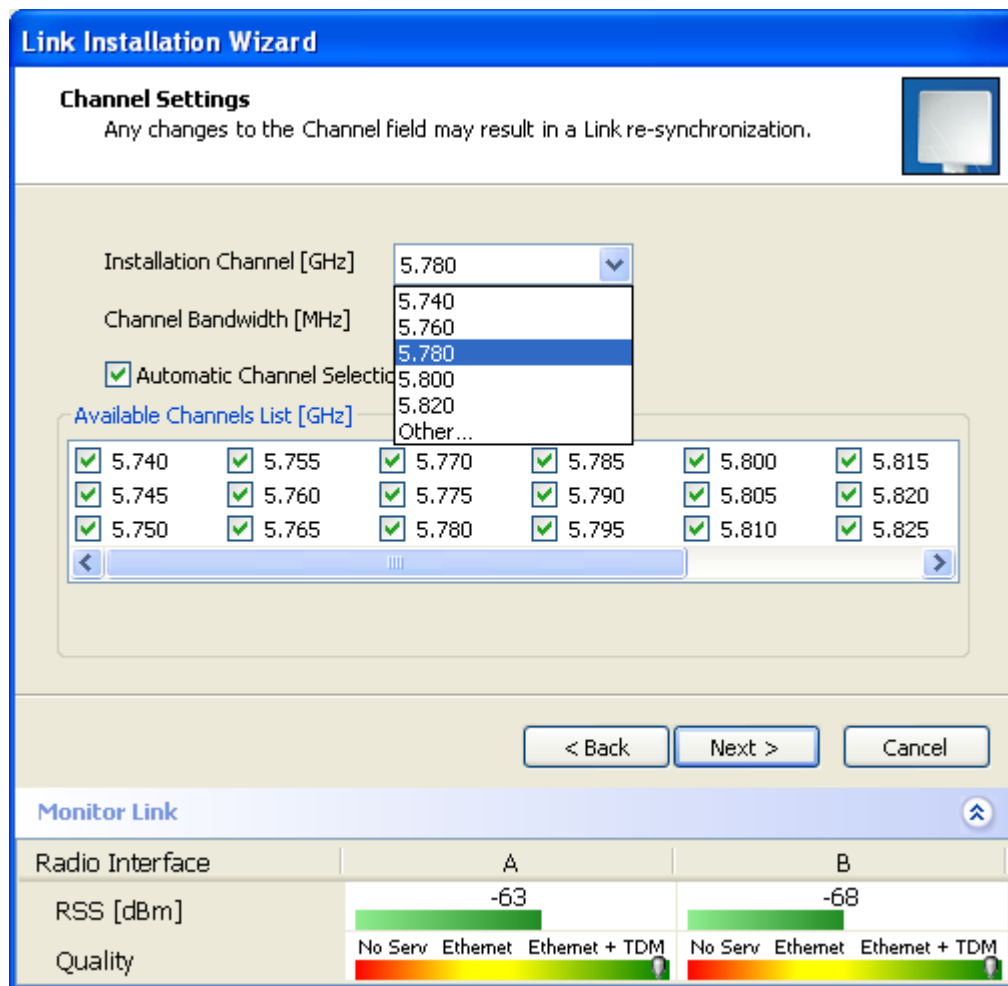 Link Installation Wizard
Channel Settings
Any changes to the Channel field may result in a Link re-synchronization.
Installation Channel [GHz] 5.780
5.740
Channel Bandwidth [MHz] 5.760
5.780
Automatic Channel Selectio 5.800
5.820
Available Channels List [GHz]
Other...
5.740 5.755 5.770 5.785 5.800 5.815
5.745 5.760 5.775 5.790 5.805 5.820
5.750 5.765 5.780 5.795 5.810 5.825
< Back Next > Cancel
Monitor Link
Radio Interface A B
RSS [dBm] -63 -68
Quality No Serv Ethernet Ethernet + TDM No Serv Ethernet Ethernet + TDM